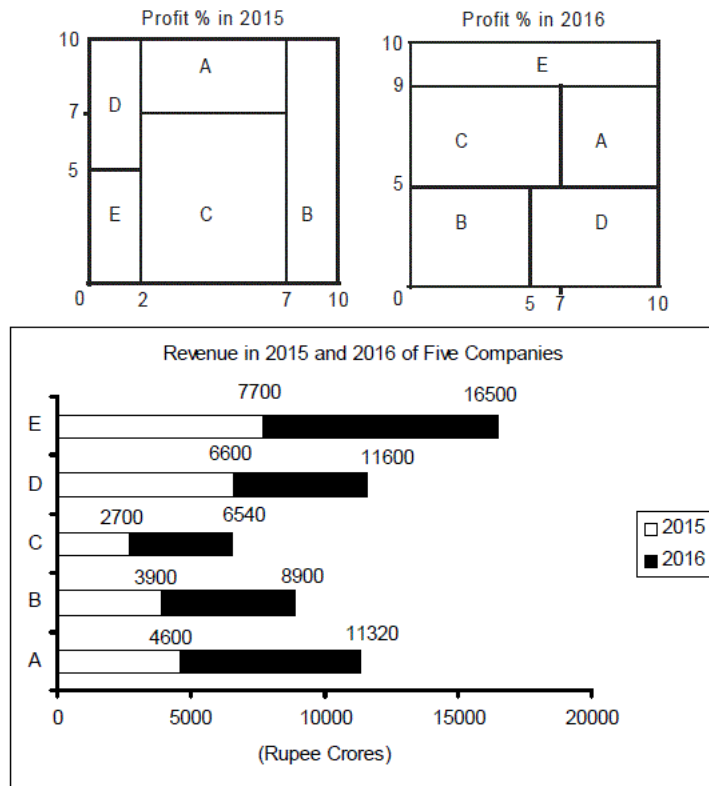 Profit % in 2015
10
A
D
7
5
E
C
B
0
2
7
10
Profit % in 2016
10
E
9
C
A
5
B
D
0
5
7
10
Revenue in 2015 and 2016 of Five Companies
7700
16500
E
6600
11600
D
2700
6540
C
3900
8900
B
4600
11320
A
2015
2016
0
5000
10000
15000
20000
(Rupee Crores)